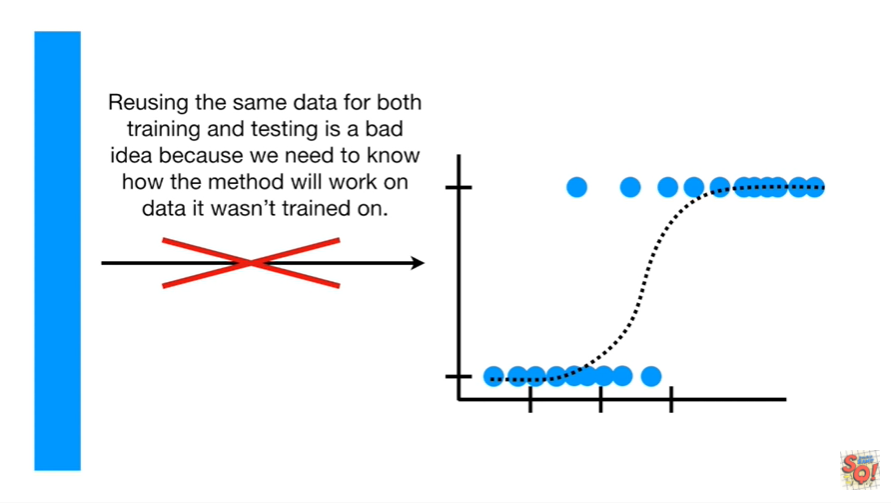 Reusing the same data for both
training and testing is a bad
idea because we need to know
how the method will work on
data it wasn't trained on.
SO!